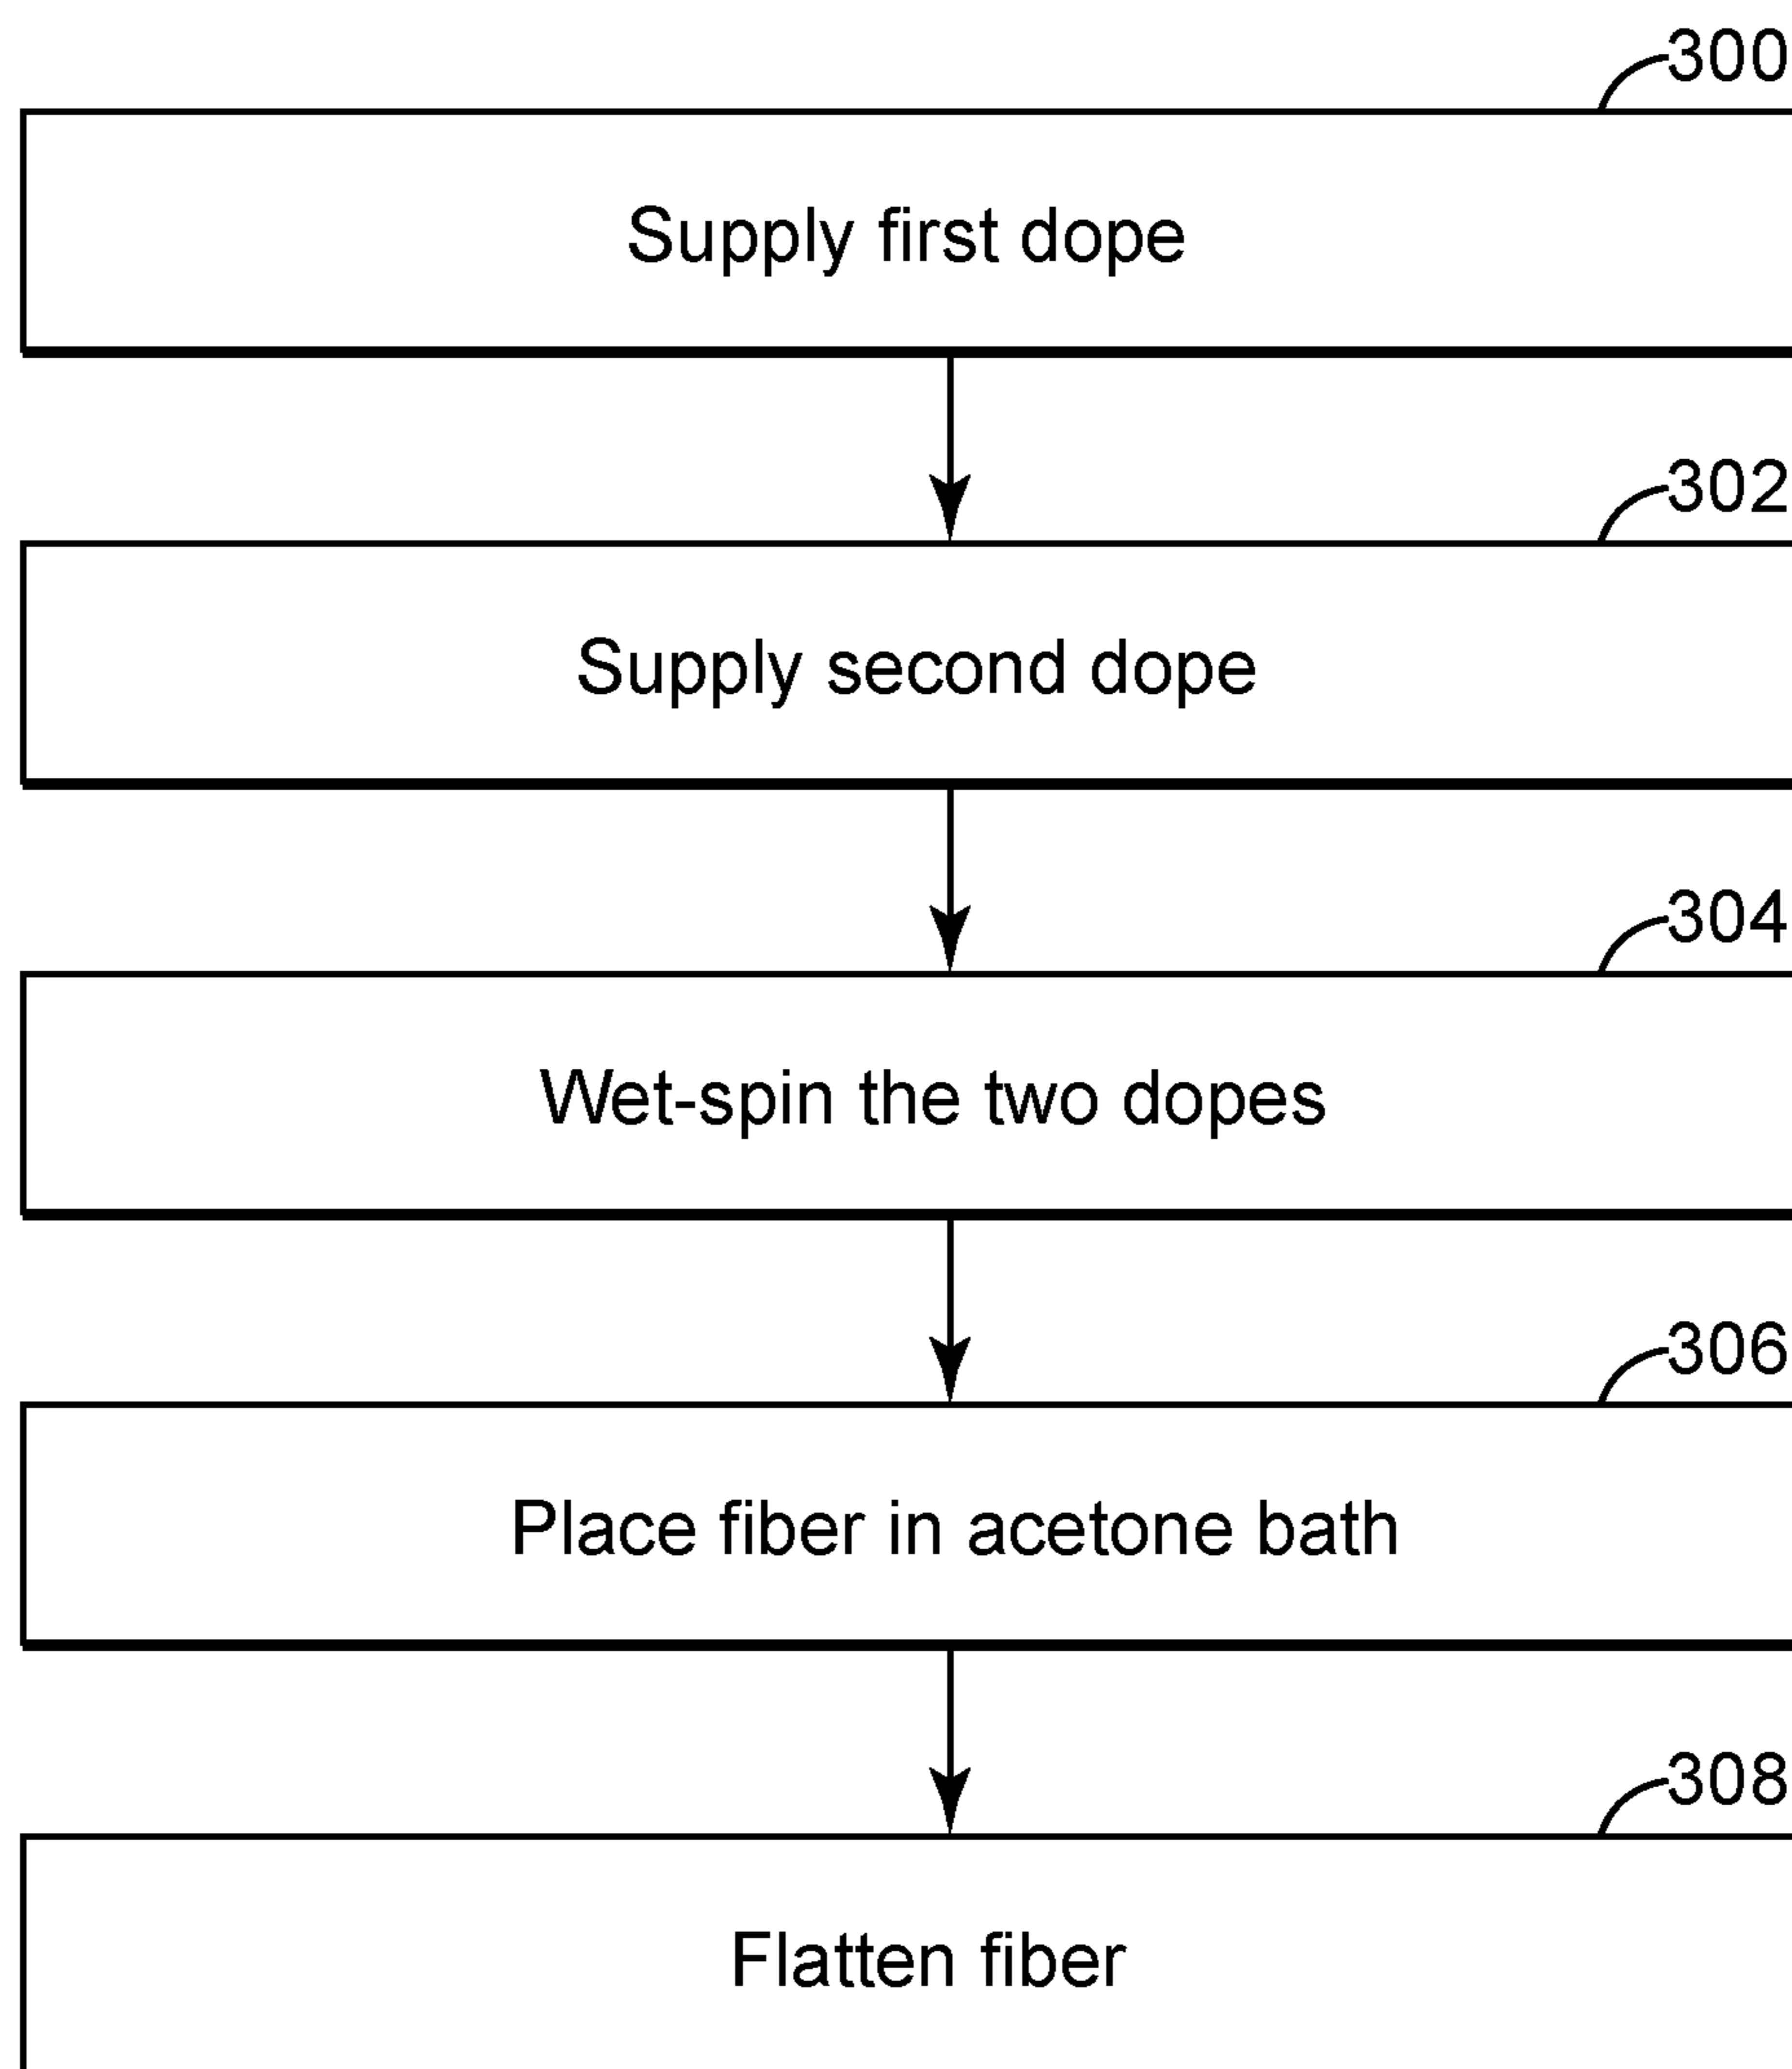 300
Supply first dope
302
Supply second dope
304
Wet-spin the two dopes
306
Place fiber in acetone bath
308
Flatten fiber